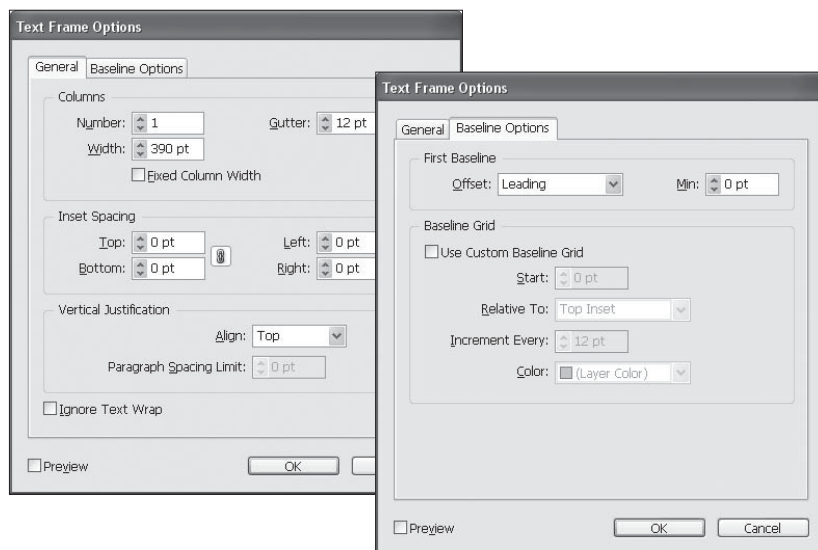 Text Frame Options
General Baseline Options
Columns
Number: 1 Gutter: 12 pt
Width: 390 pt
Fixed Column Width
Inset Spacing
Top: 0 pt Left: 0 pt
Bottom: 0 pt Right: 0 pt
Vertical Justification
Align: Top
Paragraph Spacing Limit: 0 pt
Ignore Text Wrap
Preview OK
Text Frame Options
General Baseline Options
First Baseline
Offset: Leading Min: 0 pt
Baseline Grid
Use Custom Baseline Grid
Start: 0 pt
Relative To: Top Inset
Increment Every: 12 pt
Color: (Layer Color)
Preview OK Cancel